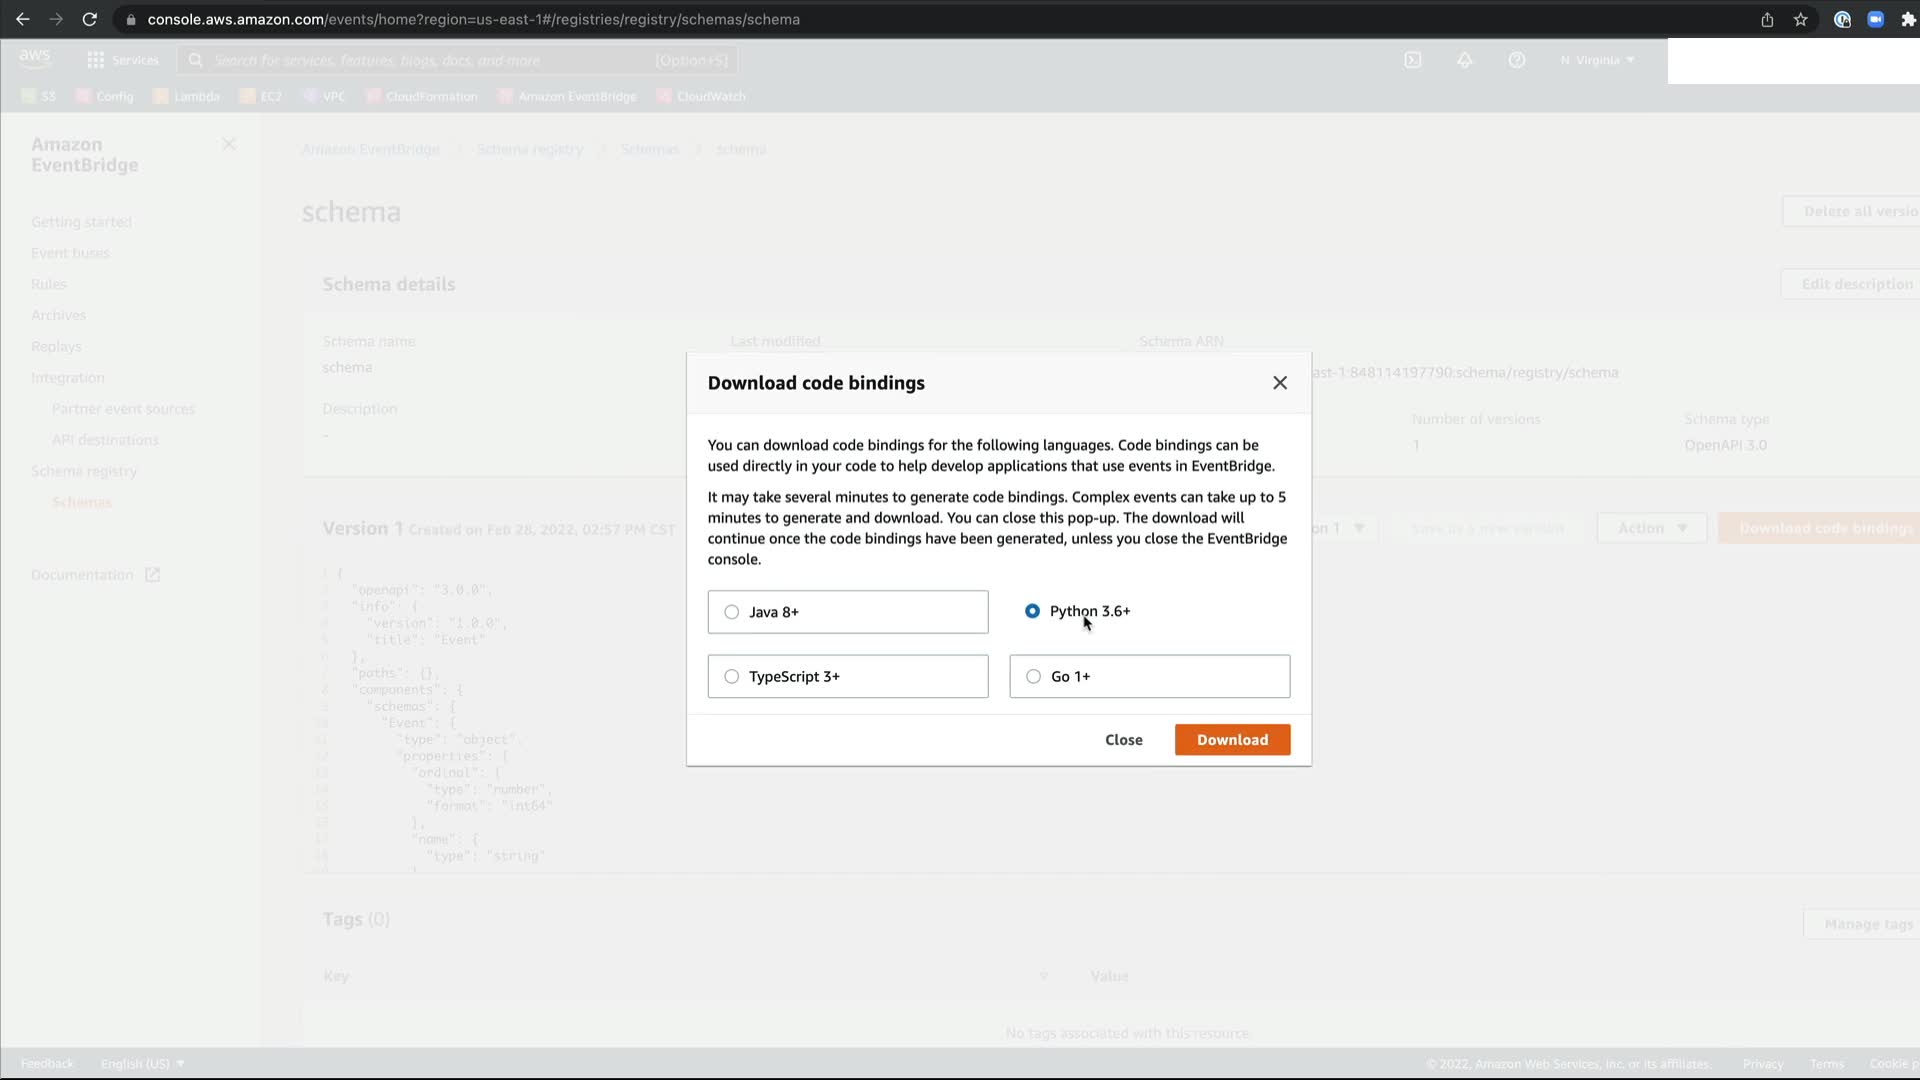 console.aws.amazon.com/events/home?region=us-east-1#/registries/registry/schemas/schema
aws
Services
Search for services, features, blogs, docs, and more
[Option+S]
N. Virginia
S3
Config
Lambda
EC2
VPC
CloudFormation
Amazon EventBridge
CloudWatch
Amazon EventBridge
Getting started
Event buses
Rules
Archives
Replays
Integration
Partner event sources
API destinations
Schema registry
Schemas
Documentation
Amazon EventBridge
Schema registry
Schemas
schema
schema
Delete all versio
Schema details
Edit description
Schema name
schema
Last modified
Schema ARN
ast-1:848114197790:schema/registry/schema
Description
-
Number of versions
1
Schema type
OpenAPI 3.0
Version 1 Created on Feb 28, 2022, 02:57 PM CST
on 1
Save as a new version
Action
Download code bindings
1 {
2 "openapi": "3.0.0",
3 "info": {
4 "version": "1.0.0",
5 "title": "Event"
6 },
7 "paths": {},
8 "components": {
9 "schemas": {
10 "Event": {
11 "type": "object",
12 "properties": {
13 "ordinal": {
14 "type": "number",
15 "format": "int64"
16 },
17 "name": {
18 "type": "string"
Download code bindings
You can download code bindings for the following languages. Code bindings can be
used directly in your code to help develop applications that use events in EventBridge.
It may take several minutes to generate code bindings. Complex events can take up to 5
minutes to generate and download. You can close this pop-up. The download will
continue once the code bindings have been generated, unless you close the EventBridge
console.
Java 8+
Python 3.6+
TypeScript 3+
Go 1+
Close
Download
Tags (0)
Manage tags
Key
Value
No tags associated with this resource.
Feedback
English (US)
© 2022, Amazon Web Services, Inc. or its affiliates.
Privacy
Terms
Cookie p